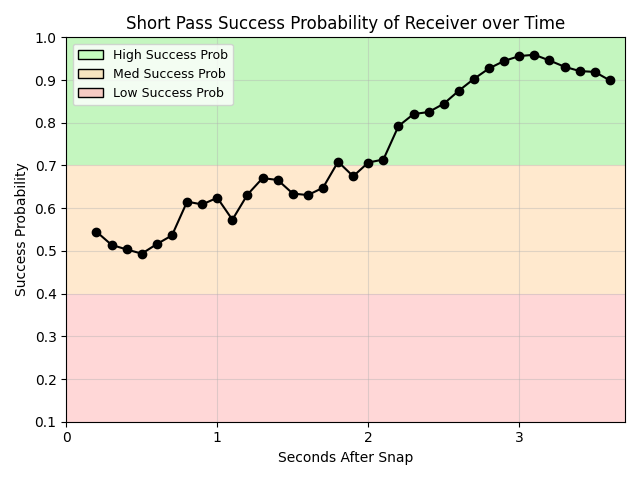 Short Pass Success Probability of Receiver over Time
High Success Prob
Med Success Prob
Low Success Prob
Success Probability
1.0
0.9
0.8
0.7
0.6
0.5
0.4
0.3
0.2
0.1
0 1 2 3
Seconds After Snap